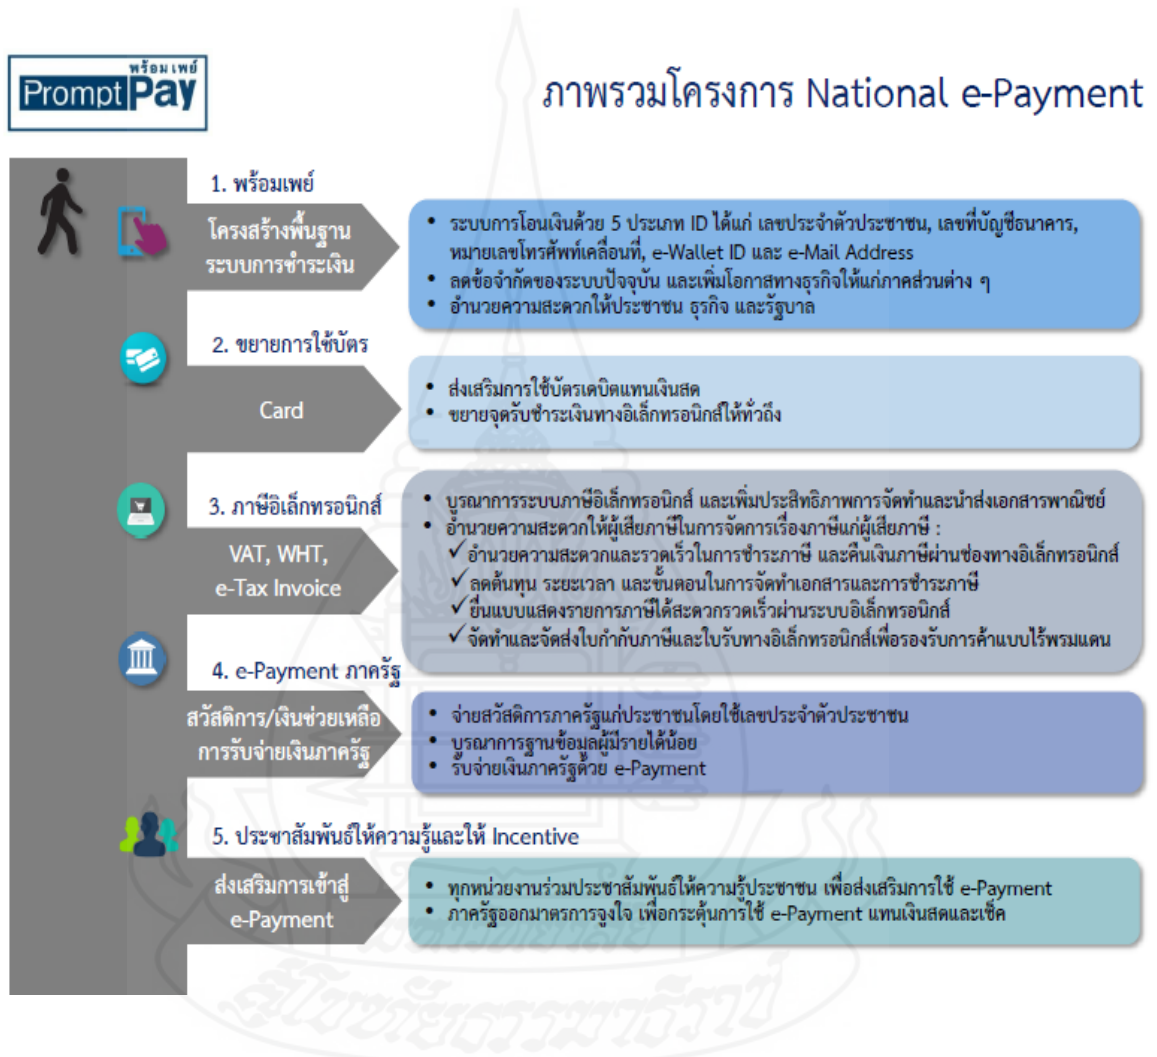 พร้อมเพย์
Prompt Pay
ภาพรวมโครงการ National e-Payment
1. พร้อมเพย์
โครงสร้างพื้นฐาน
ระบบการชำระเงิน
• ระบบการโอนเงินด้วย 5 ประเภท ID ได้แก่ เลขประจำตัวประชาชน, เลขที่บัญชีธนาคาร,
หมายเลขโทรศัพท์เคลื่อนที่, e-Wallet ID และ e-Mail Address
• ลดข้อจำกัดของระบบปัจจุบัน และเพิ่มโอกาสทางธุรกิจให้แก่ภาคส่วนต่าง ๆ
• อำนวยความสะดวกให้ประชาชน ธุรกิจ และรัฐบาล
2. ขยายการใช้บัตร
Card
• ส่งเสริมการใช้บัตรเดบิตแทนเงินสด
• ขยายจุดรับชำระเงินทางอิเล็กทรอนิกส์ให้ทั่วถึง
3. ภาษีอิเล็กทรอนิกส์
VAT, WHT,
e-Tax Invoice
• บูรณาการระบบภาษีอิเล็กทรอนิกส์ และเพิ่มประสิทธิภาพการจัดทำและนำส่งเอกสารพาณิชย์
• อำนวยความสะดวกให้ผู้เสียภาษีในการจัดการเรื่องภาษีแก่ผู้เสียภาษี :
✓ อำนวยความสะดวกและรวดเร็วในการชำระภาษี และคืนเงินภาษีผ่านช่องทางอิเล็กทรอนิกส์
✓ ลดต้นทุน ระยะเวลา และขั้นตอนในการจัดทำเอกสารและการชำระภาษี
✓ ยื่นแบบแสดงรายการภาษีได้สะดวกรวดเร็วผ่านระบบอิเล็กทรอนิกส์
✓ จัดทำและจัดส่งใบกำกับภาษีและใบรับทางอิเล็กทรอนิกส์เพื่อรองรับการค้าแบบไร้พรมแดน
4. e-Payment ภาครัฐ
สวัสดิการ/เงินช่วยเหลือ
การรับจ่ายเงินภาครัฐ
• จ่ายสวัสดิการภาครัฐแก่ประชาชนโดยใช้เลขประจำตัวประชาชน
• บูรณาการฐานข้อมูลผู้มีรายได้น้อย
• รับจ่ายเงินภาครัฐด้วย e-Payment
5. ประชาสัมพันธ์ให้ความรู้และให้ Incentive
ส่งเสริมการเข้าสู่
e-Payment
• ทุกหน่วยงานร่วมประชาสัมพันธ์ให้ความรู้ประชาชน เพื่อส่งเสริมการใช้ e-Payment
• ภาครัฐออกมาตรการจูงใจ เพื่อกระตุ้นการใช้ e-Payment แทนเงินสดและเช็ค
สุโขทัยธรรมาธิราช